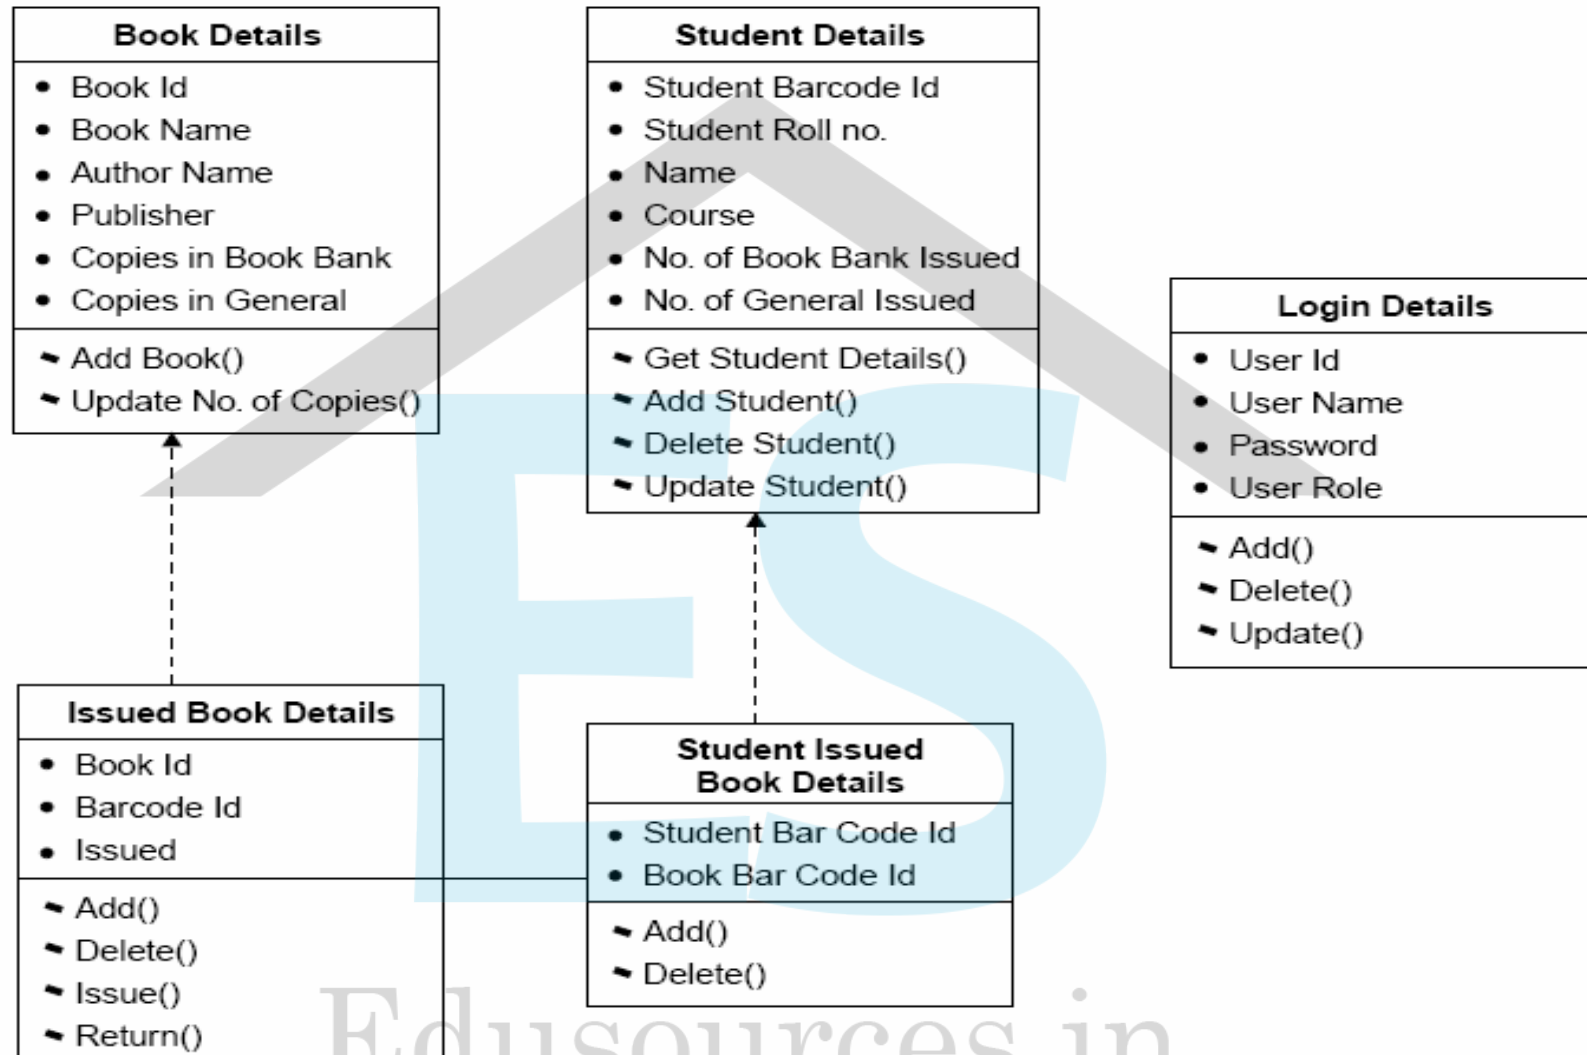 Book Details
• Book Id
• Book Name
• Author Name
• Publisher
• Copies in Book Bank
• Copies in General
Add Book()
Update No. of Copies()
Student Details
• Student Barcode Id
• Student Roll no.
• Name
• Course
• No. of Book Bank Issued
• No. of General Issued
Get Student Details()
Add Student()
Delete Student()
Update Student()
Login Details
• User Id
• User Name
• Password
• User Role
Add()
Delete()
Update()
Issued Book Details
• Book Id
• Barcode Id
• Issued
Add()
Delete()
Issue()
Return()
Student Issued
Book Details
• Student Bar Code Id
• Book Bar Code Id
Add()
Delete()
ES
Edusources in